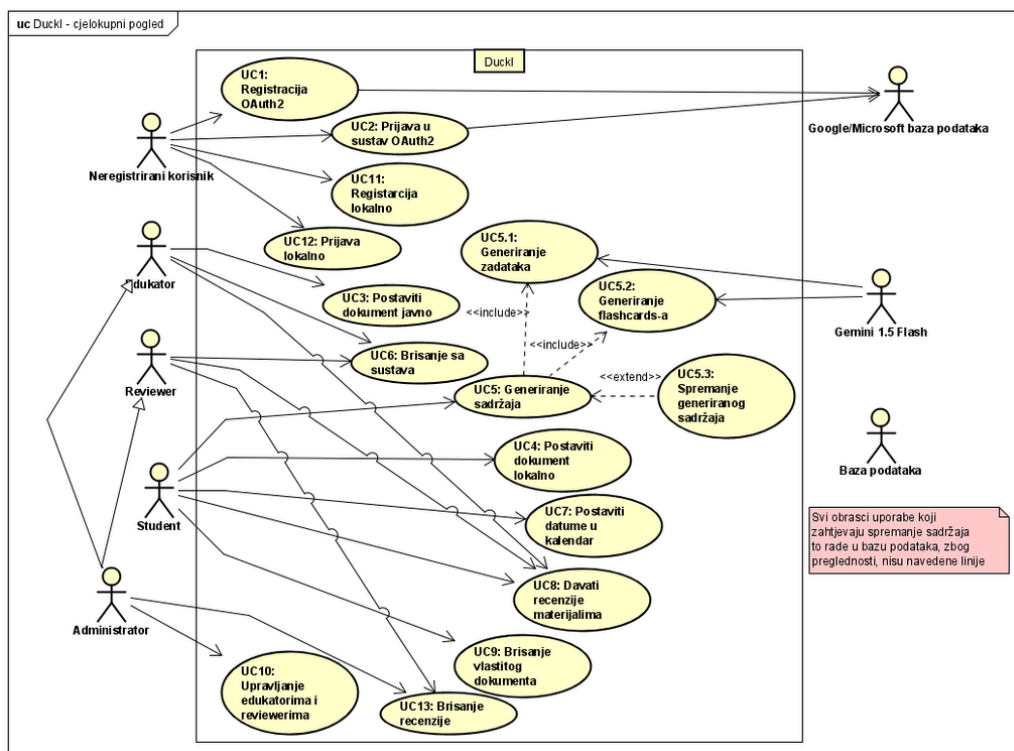 uc Duckl - cjelokupni pogled
Duckl
UC1:
Registracija
OAuth2
Google/Microsoft baza podataka
UC2: Prijava u
sustav OAuth2
Neregistrirani korisnik
UC11:
Registarcija
lokalno
UC12: Prijava
lokalno
UC5.1:
Generiranje
zadataka
Edukator
UC5.2:
Generiranje
flashcards-a
UC3: Postaviti
dokument javno
<<include>>
Gemini 1.5 Flash
<<include>>
UC6: Brisanje sa
sustava
Reviewer
<<extend>>
UC5: Generiranje
sadržaja
UC5.3:
Spremanje
generiranog
sadržaja
UC4: Postaviti
dokument
lokalno
Baza podataka
Student
UC7: Postaviti
datume u
kalendar
Svi obrasci uporabe koji
zahtjevaju spremanje sadržaja
to rade u bazu podataka, zbog
preglednosti, nisu navedene linije
UC8: Davati
recenzije
materijalima
Administrator
UC9: Brisanje
vlastitog
dokumenta
UC10:
Upravljanje
edukatorima i
reviewerima
UC13: Brisanje
recenzije